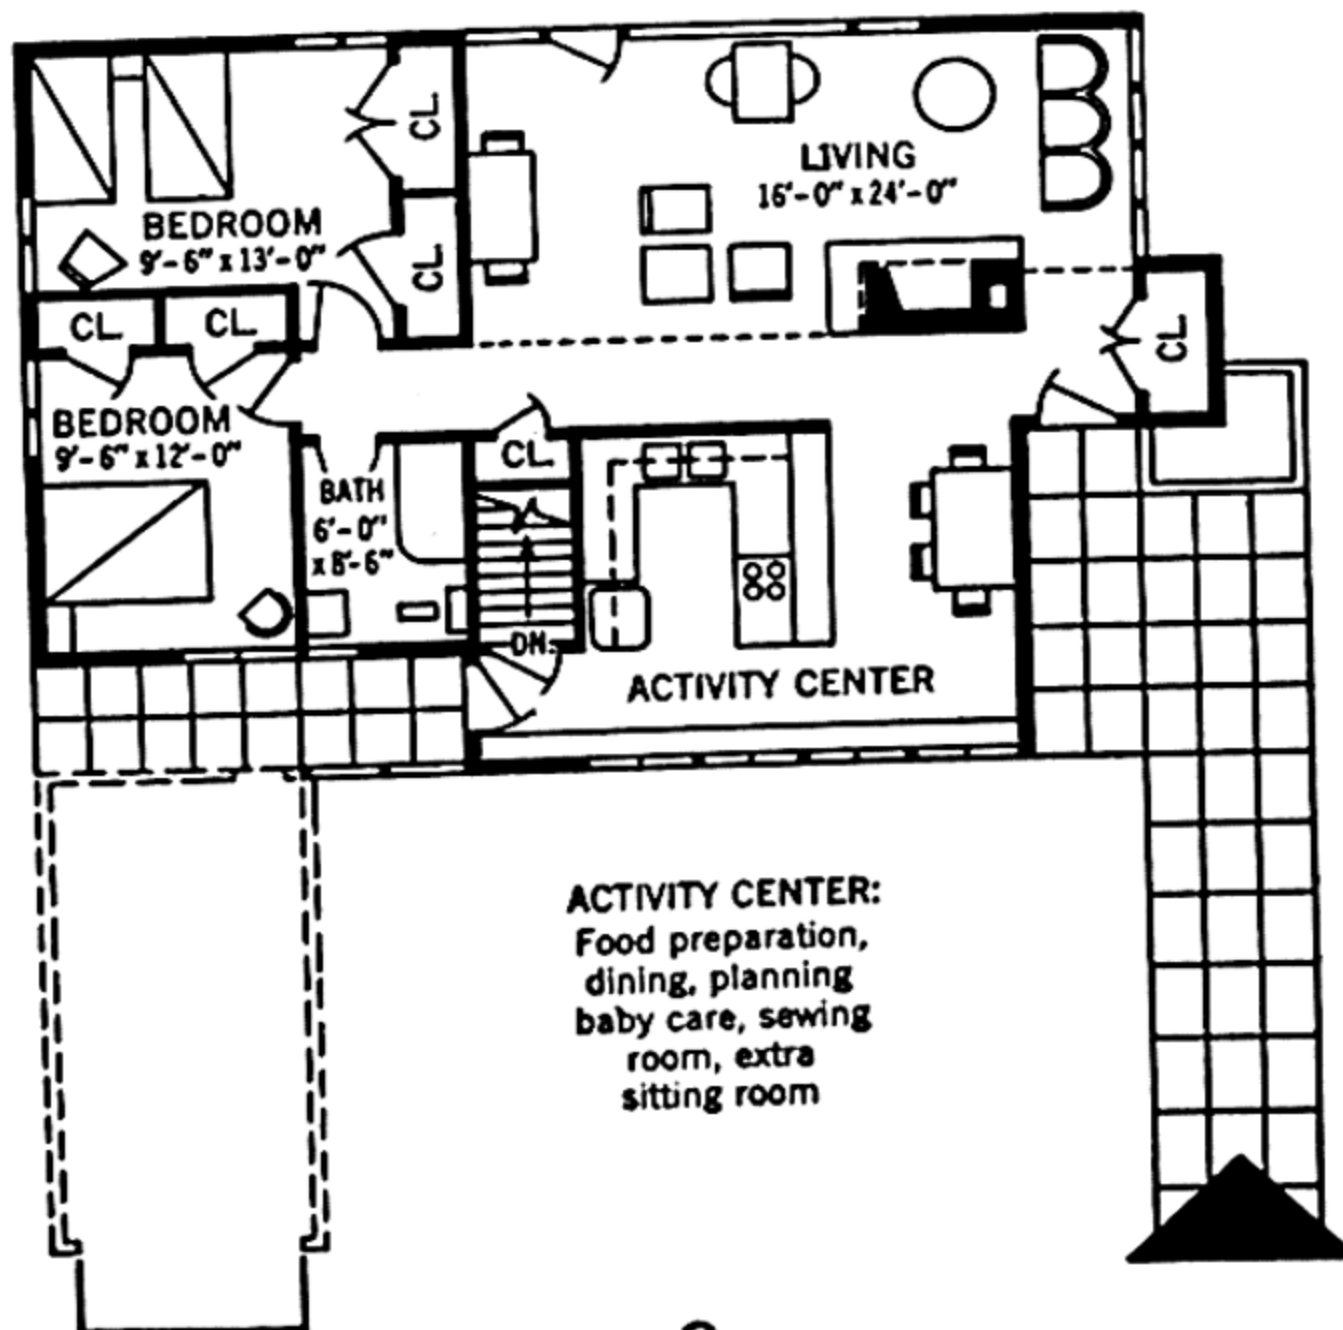 CL.
LIVING
16'-0" x 24'-0"
BEDROOM
9'-6" x 13'-0"
CL.
CL.
CL.
CL.
BEDROOM
9'-6" x 12'-0"
CL.
BATH
6'-0"
x 8'-6"
DN.
ACTIVITY CENTER
ACTIVITY CENTER:
Food preparation,
dining, planning
baby care, sewing
room, extra
sitting room